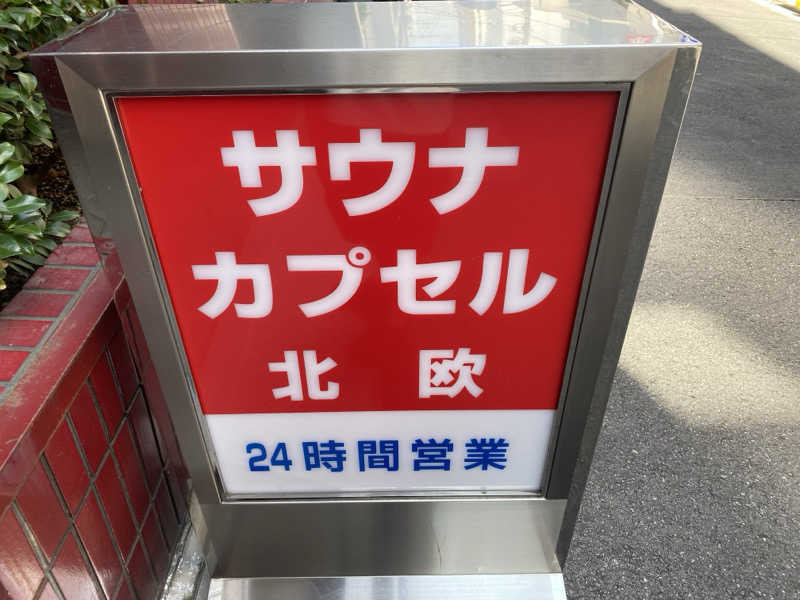 サウナ
カプセル
北 欧
24時間営業